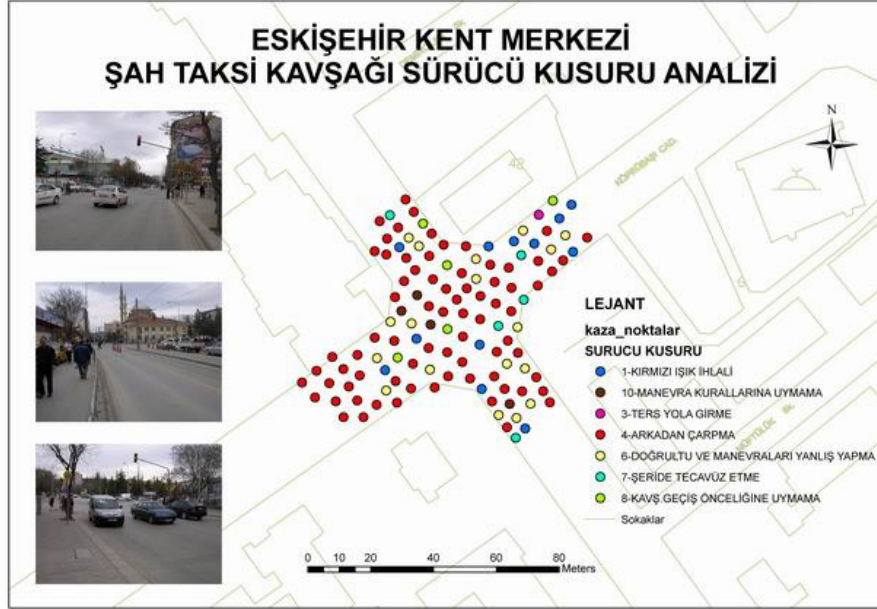 ESKİŞEHİR KENT MERKEZİ
ŞAH TAKSİ KAVŞAĞI SÜRÜCÜ KUSURU ANALİZİ
N
KÖPRÜBAŞI CAD.
LEJANT
kaza_noktalar
SURUCU KUSURU
1-KIRMIZI IŞIK İHLALİ
10-MANEVRA KURALLARINA UYMAMA
3-TERS YOLA GİRME
4-ARKADAN ÇARPMA
6-DOĞRULTU VE MANEVRALARI YANLIŞ YAPMA
7-ŞERİDE TECAVÜZ ETME
8-KAVŞ.GEÇİŞ ÖNCELİĞİNE UYMAMA
Sokaklar
0 10 20 40 60 80
Meters